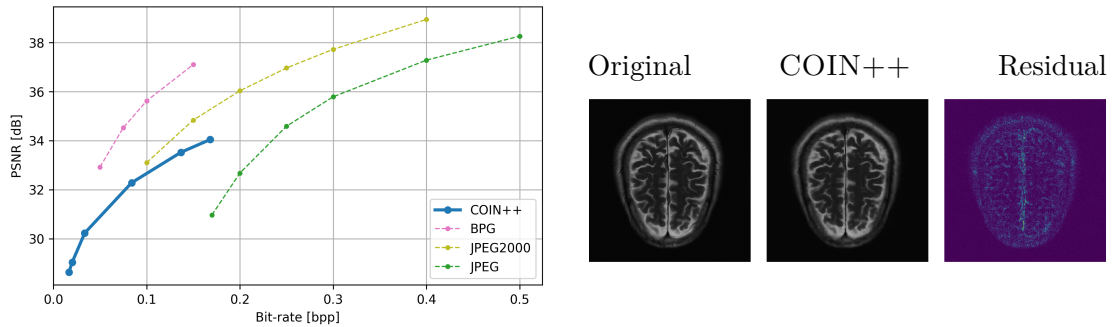 PSNR [dB]
38
36
34
32
30
0.0
0.1
0.2
0.3
0.4
0.5
Bit-rate [bpp]
COIN++
BPG
JPEG2000
JPEG
Original
COIN++
Residual